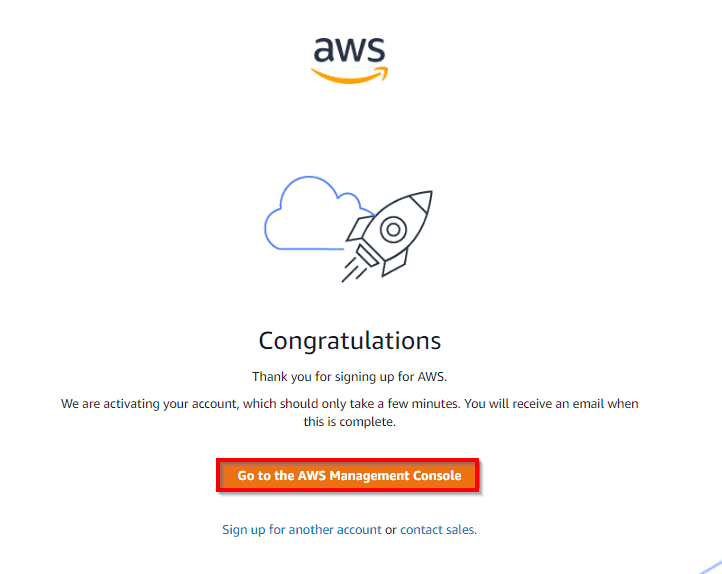 aws
Congratulations
Thank you for signing up for AWS.
We are activating your account, which should only take a few minutes. You will receive an email when
this is complete.
Go to the AWS Management Console
Sign up for another account or contact sales.